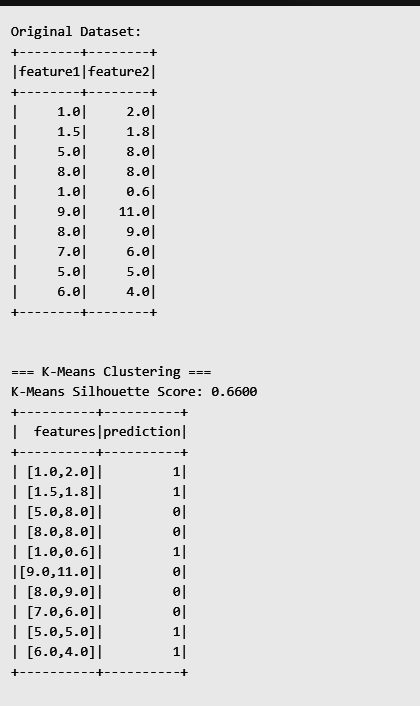 Original Dataset:
+--------+--------+
|feature1|feature2|
+--------+--------+
|     1.0|     2.0|
|     1.5|     1.8|
|     5.0|     8.0|
|     8.0|     8.0|
|     1.0|     0.6|
|     9.0|    11.0|
|     8.0|     9.0|
|     7.0|     6.0|
|     5.0|     5.0|
|     6.0|     4.0|
+--------+--------+
=== K-Means Clustering ===
K-Means Silhouette Score: 0.6600
+----------+----------+
|  features|prediction|
+----------+----------+
| [1.0,2.0]|         1|
| [1.5,1.8]|         1|
| [5.0,8.0]|         0|
| [8.0,8.0]|         0|
| [1.0,0.6]|         1|
|[9.0,11.0]|         0|
| [8.0,9.0]|         0|
| [7.0,6.0]|         0|
| [5.0,5.0]|         1|
| [6.0,4.0]|         1|
+----------+----------+